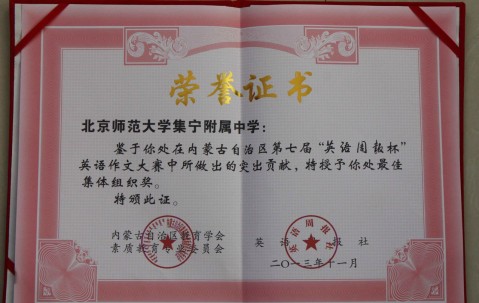 荣誉证书
北京师范大学集宁附属中学：
鉴于你处在内蒙古自治区第七届“英语周报杯”
英语作文大赛中所做出的突出贡献，特授予你处最佳
集体组织奖。
特颁此证。
内蒙古自治区教育学会
素质教育 委员会
英语 报社
英语周报社
二〇一三年十一月